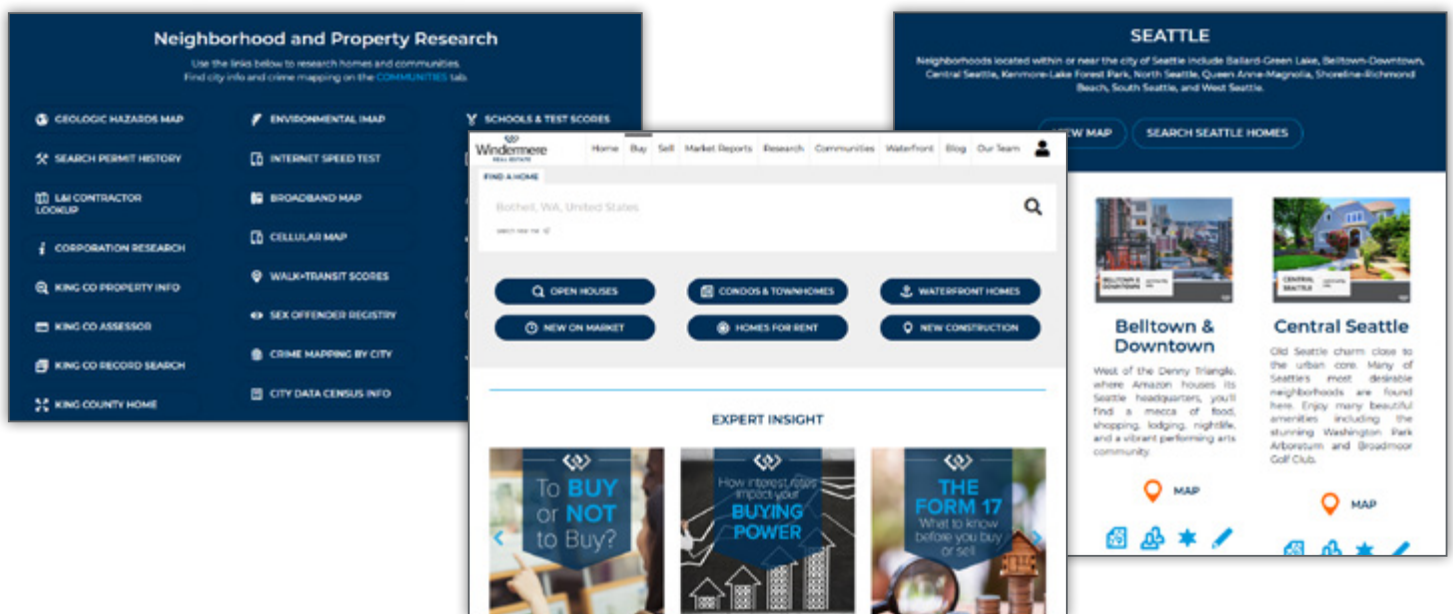 Neighborhood and Property Research
Use the links below to research homes and communities.
Find city info and crime mapping on the COMMUNITIES tab.
GEOLOGIC HAZARDS MAP
SEARCH PERMIT HISTORY
L&I CONTRACTOR
LOOKUP
CORPORATION RESEARCH
KING CO PROPERTY INFO
KING CO ASSESSOR
KING CO RECORD SEARCH
KING COUNTY HOME
ENVIRONMENTAL IMAP
INTERNET SPEED TEST
BROADBAND MAP
CELLULAR MAP
WALK+TRANSIT SCORES
SEX OFFENDER REGISTRY
CRIME MAPPING BY CITY
CITY DATA CENSUS INFO
SCHOOLS & TEST SCORES
Windermere
REAL ESTATE
Home Buy Sell Market Reports Research Communities Waterfront Blog Our Team
FIND A HOME
Bothell, WA, United States
OPEN HOUSES
CONDOS & TOWNHOMES
WATERFRONT HOMES
NEW ON MARKET
HOMES FOR RENT
NEW CONSTRUCTION
EXPERT INSIGHT
To BUY
or NOT
to Buy?
How interest rates
impact your
BUYING
POWER
THE
FORM 17
What to know
before you buy
or sell
SEATTLE
Neighborhoods located within or near the city of Seattle include Ballard-Green Lake, Belltown-Downtown,
Central Seattle, Kenmore-Lake Forest Park, North Seattle, Queen Anne-Magnolia, Shoreline-Richmond
Beach, South Seattle, and West Seattle.
VIEW MAP
SEARCH SEATTLE HOMES
BELLTOWN &
DOWNTOWN
Belltown &
Downtown
West of the Denny Triangle,
where Amazon houses its
Seattle headquarters, you'll
find a mecca of food,
shopping, lodging, nightlife,
and a vibrant performing arts
community.
MAP
CENTRAL
SEATTLE
Central Seattle
Old Seattle charm close to
the urban core. Many of
Seattle's most desirable
neighborhoods are found
here. Enjoy many beautiful
amenities including the
stunning Washington Park
Arboretum and Broadmoor
Golf Club.
MAP